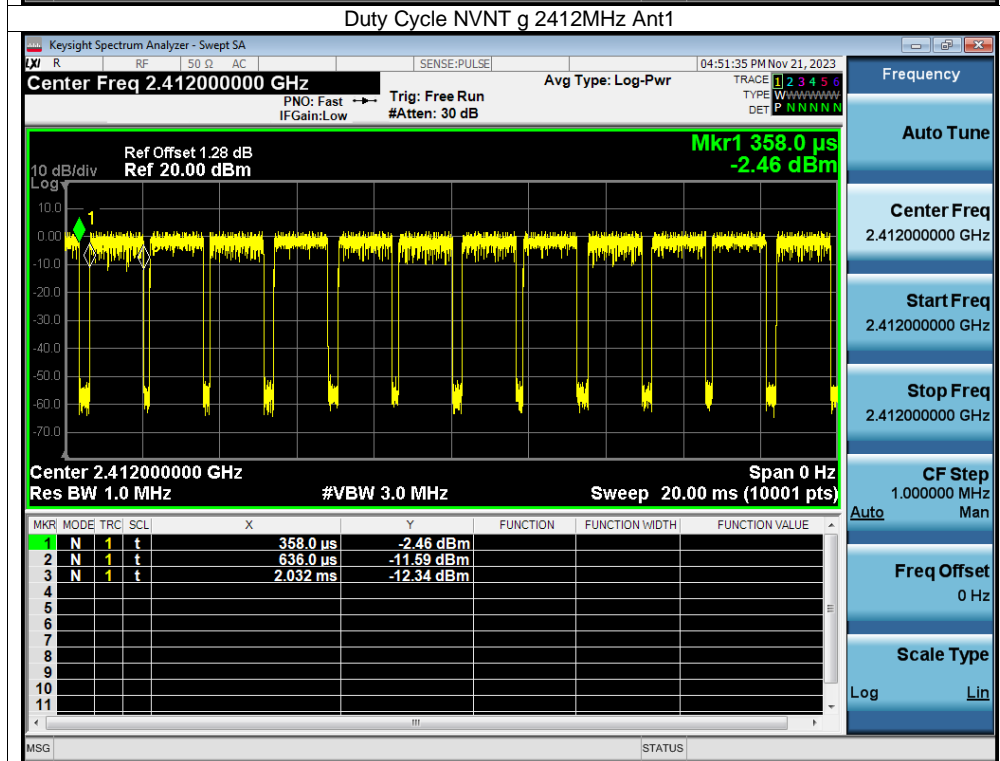 Duty Cycle NVNT g 2412MHz Ant1
Keysight Spectrum Analyzer - Swept SA
LXI R RF 50 Ω AC SENSE:PULSE 04:51:35 PM Nov 21, 2023
Center Freq 2.412000000 GHz Avg Type: Log-Pwr TRACE 1 2 3 4 5 6
PNO: Fast Trig: Free Run TYPE WWWWWW
IFGain:Low #Atten: 30 dB DET P N N N N N
Frequency
Mkr1 358.0 µs
Ref Offset 1.28 dB
10 dB/div Ref 20.00 dBm -2.46 dBm
Log
10.0
1
0.00
-10.0
-20.0
-30.0
-40.0
-50.0
-60.0
-70.0
Center 2.412000000 GHz Span 0 Hz
Res BW 1.0 MHz #VBW 3.0 MHz Sweep 20.00 ms (10001 pts)
MKR MODE TRC SCL X Y FUNCTION FUNCTION WIDTH FUNCTION VALUE
1 N 1 t 358.0 µs -2.46 dBm
2 N 1 t 636.0 µs -11.59 dBm
3 N 1 t 2.032 ms -12.34 dBm
4
5
6
7
8
9
10
11
MSG STATUS
Auto Tune
Center Freq
2.412000000 GHz
Start Freq
2.412000000 GHz
Stop Freq
2.412000000 GHz
CF Step
1.000000 MHz
Auto Man
Freq Offset
0 Hz
Scale Type
Log Lin